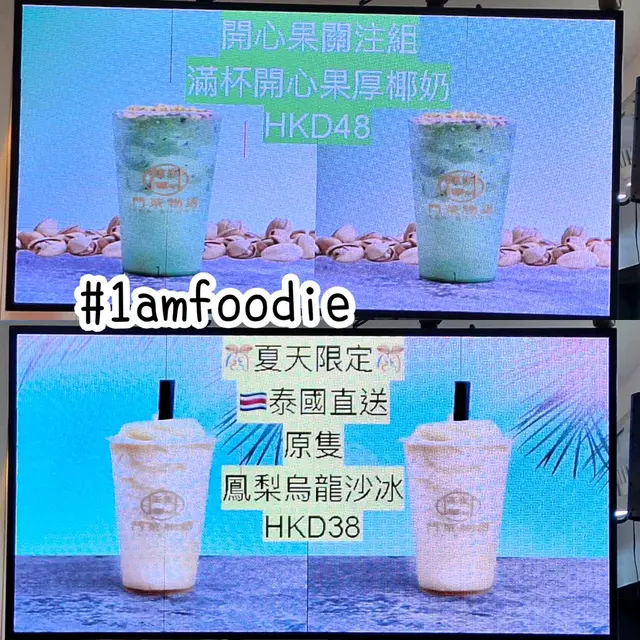 開心果關注組
滿杯開心果厚椰奶
HKD48
#1amfoodie
夏天限定
泰國直送
原隻
鳳梨烏龍沙冰
HKD38